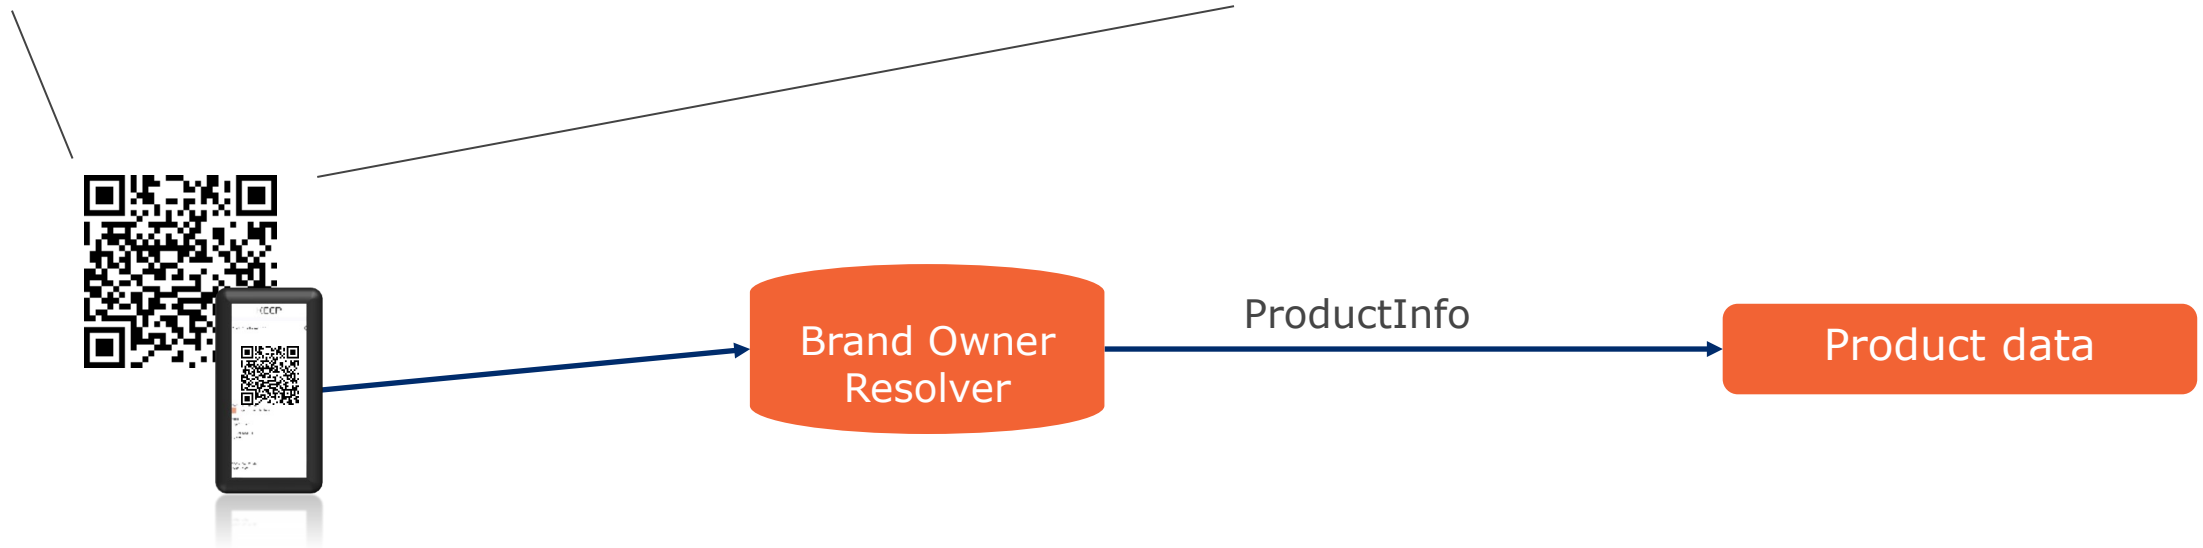 ProductInfo
Brand Owner
Resolver
Product data